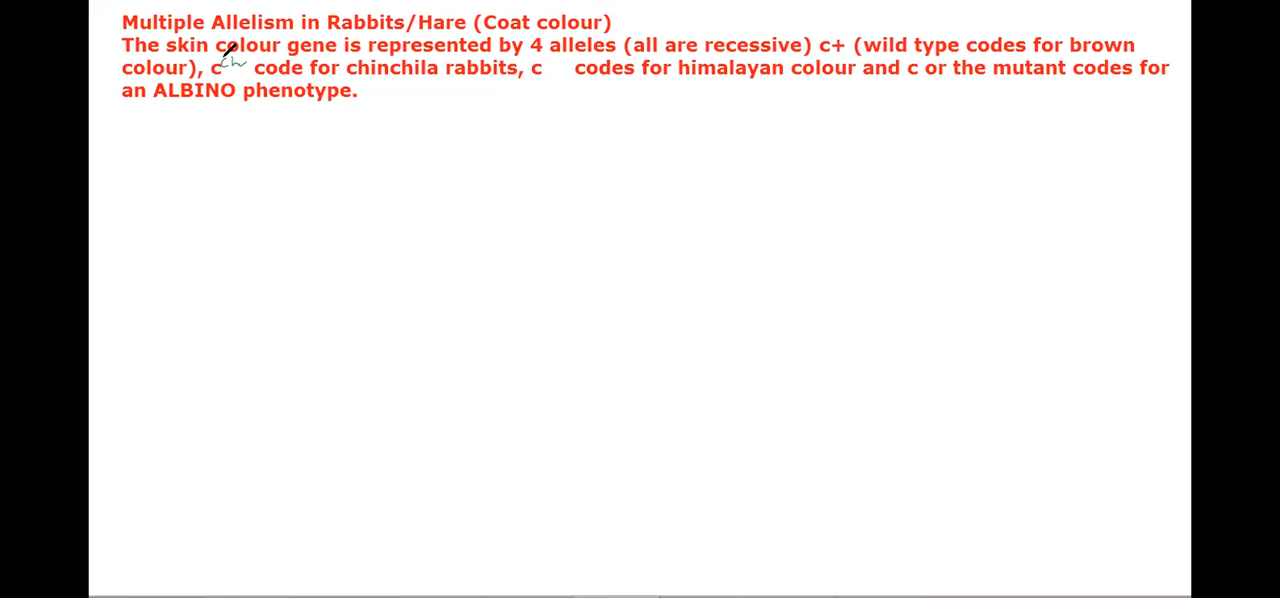 Multiple Allelism in Rabbits/Hare (Coat colour)
The skin colour gene is represented by 4 alleles (all are recessive) c+ (wild type codes for brown
colour), c ch code for chinchila rabbits, c codes for himalayan colour and c or the mutant codes for
an ALBINO phenotype.